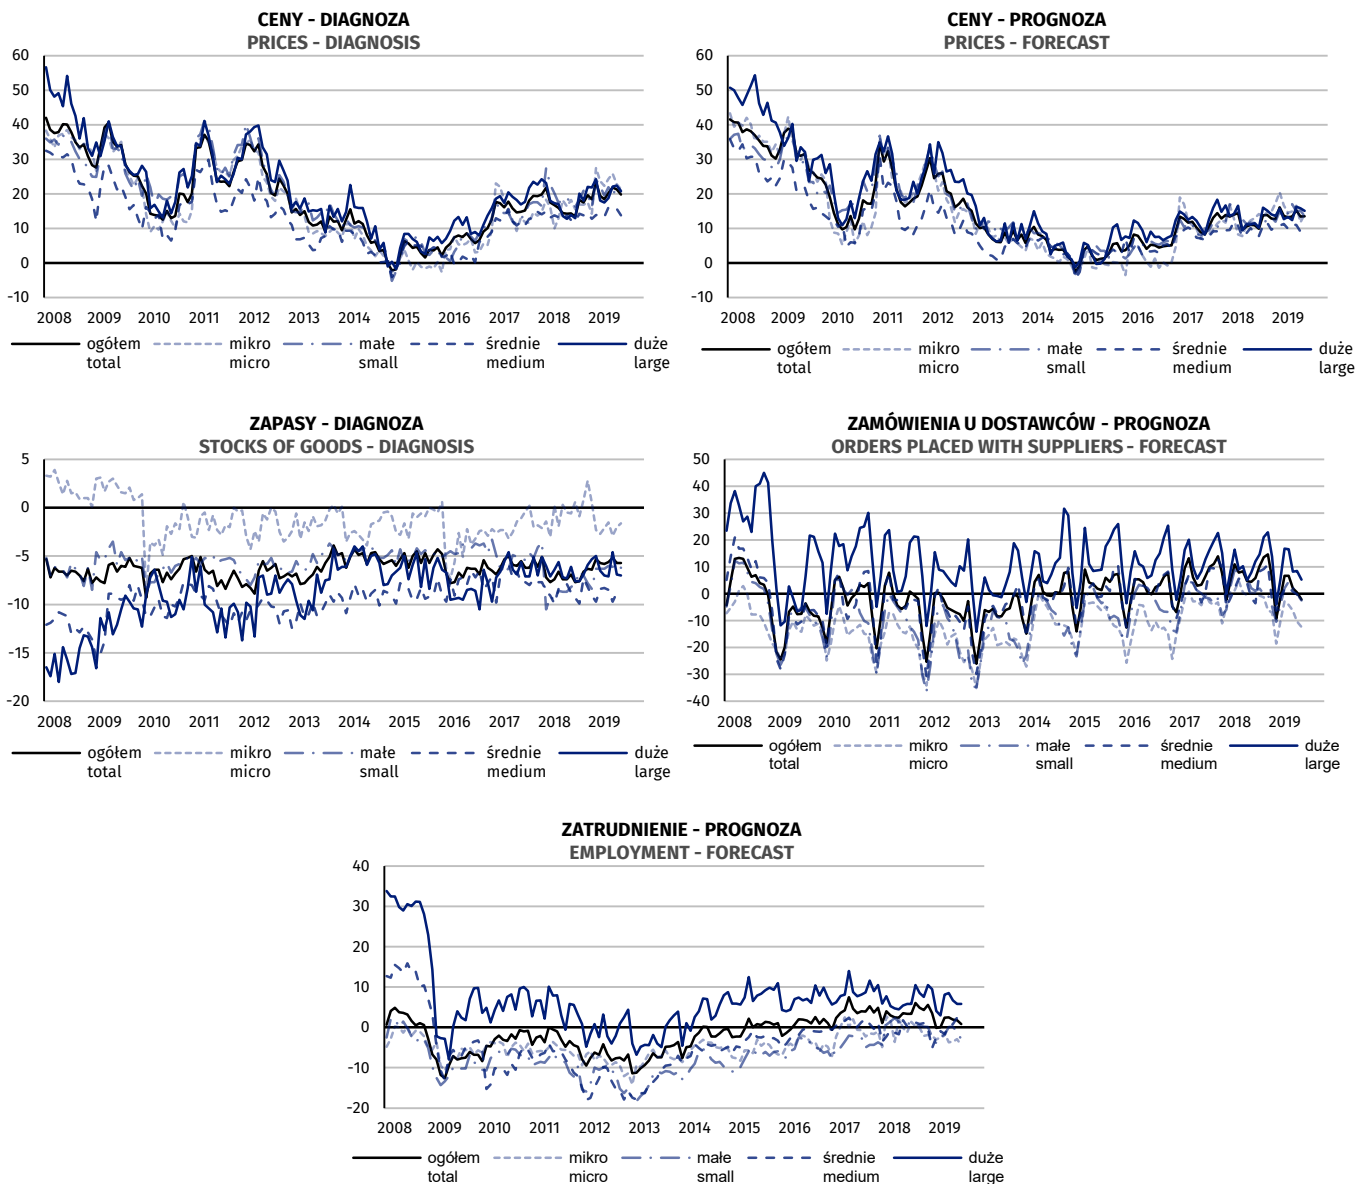 CENY - DIAGNOZA
PRICES - DIAGNOSIS
60
50
40
30
20
10
0
-10
2008 2009 2010 2011 2012 2013 2014 2015 2016 2017 2018 2019
ogółem mikro małe średnie duże
total micro small medium large
CENY - PROGNOZA
PRICES - FORECAST
60
50
40
30
20
10
0
-10
2008 2009 2010 2011 2012 2013 2014 2015 2016 2017 2018 2019
ogółem mikro małe średnie duże
total micro small medium large
ZAPASY - DIAGNOZA
STOCKS OF GOODS - DIAGNOSIS
5
0
-5
-10
-15
-20
2008 2009 2010 2011 2012 2013 2014 2015 2016 2017 2018 2019
ogółem mikro małe średnie duże
total micro small medium large
ZAMÓWIENIA U DOSTAWCÓW - PROGNOZA
ORDERS PLACED WITH SUPPLIERS - FORECAST
50
40
30
20
10
0
-10
-20
-30
-40
2008 2009 2010 2011 2012 2013 2014 2015 2016 2017 2018 2019
ogółem mikro małe średnie duże
total micro small medium large
ZATRUDNIENIE - PROGNOZA
EMPLOYMENT - FORECAST
40
30
20
10
0
-10
-20
2008 2009 2010 2011 2012 2013 2014 2015 2016 2017 2018 2019
ogółem mikro małe średnie duże
total micro small medium large